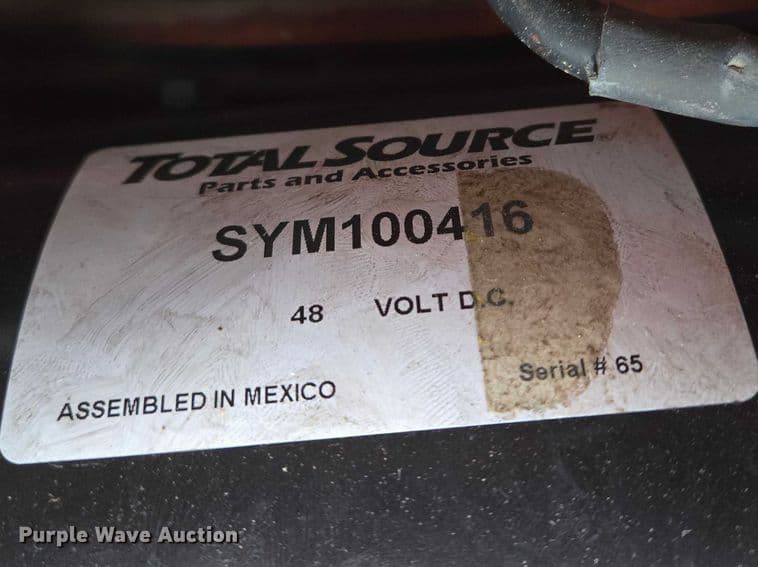 TOTAL SOURCE®
Parts and Accessories
SYM100416
48 VOLT D.C.
Serial # 65
ASSEMBLED IN MEXICO
Purple Wave Auction